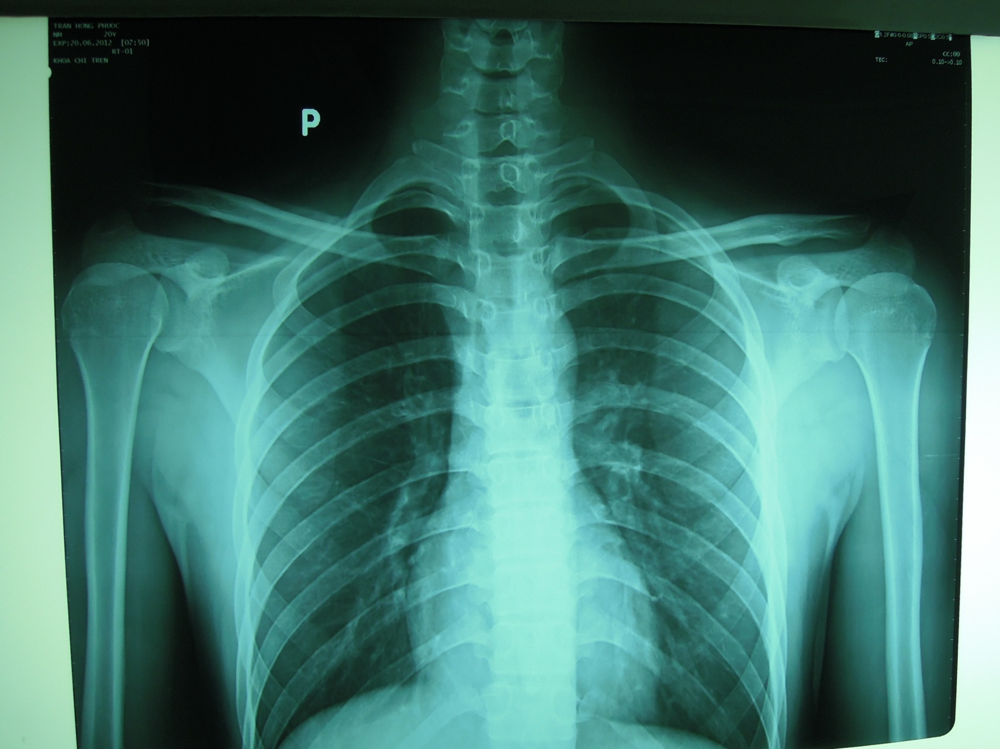 TRAN HONG PHUOC
NM 20Y
EXP:20.06.2012 [07:50]
RT-01
KHOA CHI TREN
P
AP
CC:00
TEC: 0.10->0.10